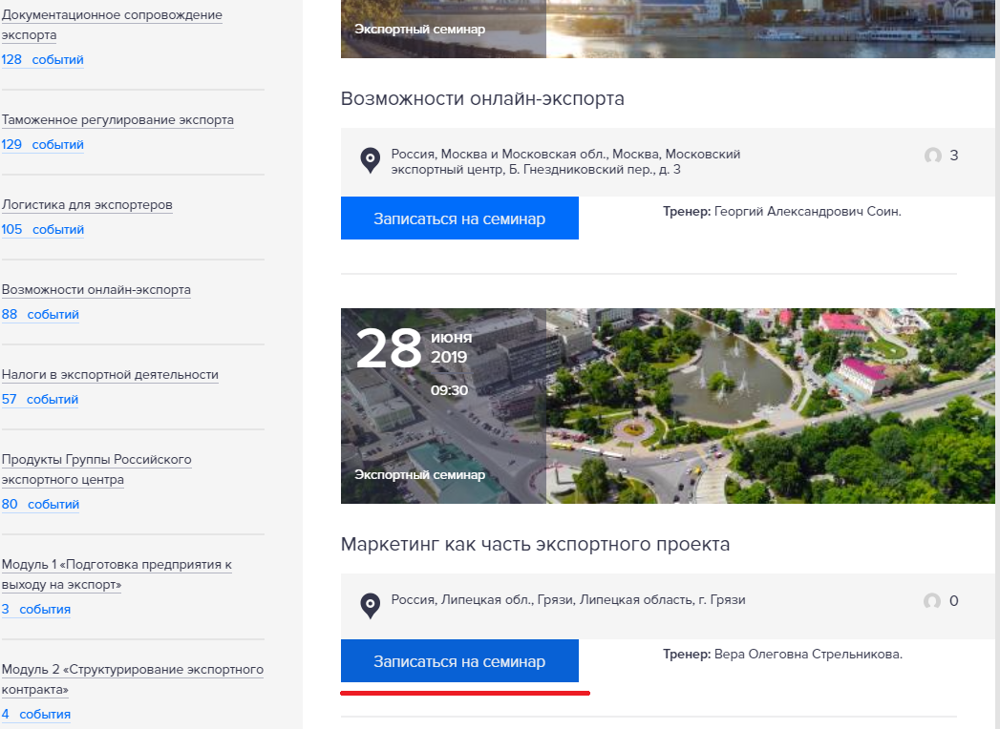 Документационное сопровождение
экспорта
128 событий
Таможенное регулирование экспорта
129 событий
Логистика для экспортеров
105 событий
Возможности онлайн-экспорта
88 событий
Налоги в экспортной деятельности
57 событий
Продукты Группы Российского
экспортного центра
80 событий
Модуль 1 «Подготовка предприятия к
выходу на экспорт»
3 события
Модуль 2 «Структурирование экспортного
контракта»
4 события
Экспортный семинар
Возможности онлайн-экспорта
Россия, Москва и Московская обл., Москва, Московский
экспортный центр, Б. Гнездниковский пер., д. 3
3
Записаться на семинар
Тренер: Георгий Александрович Соин.
28
июня
2019
09:30
Экспортный семинар
Маркетинг как часть экспортного проекта
Россия, Липецкая обл., Грязи, Липецкая область, г. Грязи
0
Записаться на семинар
Тренер: Вера Олеговна Стрельникова.